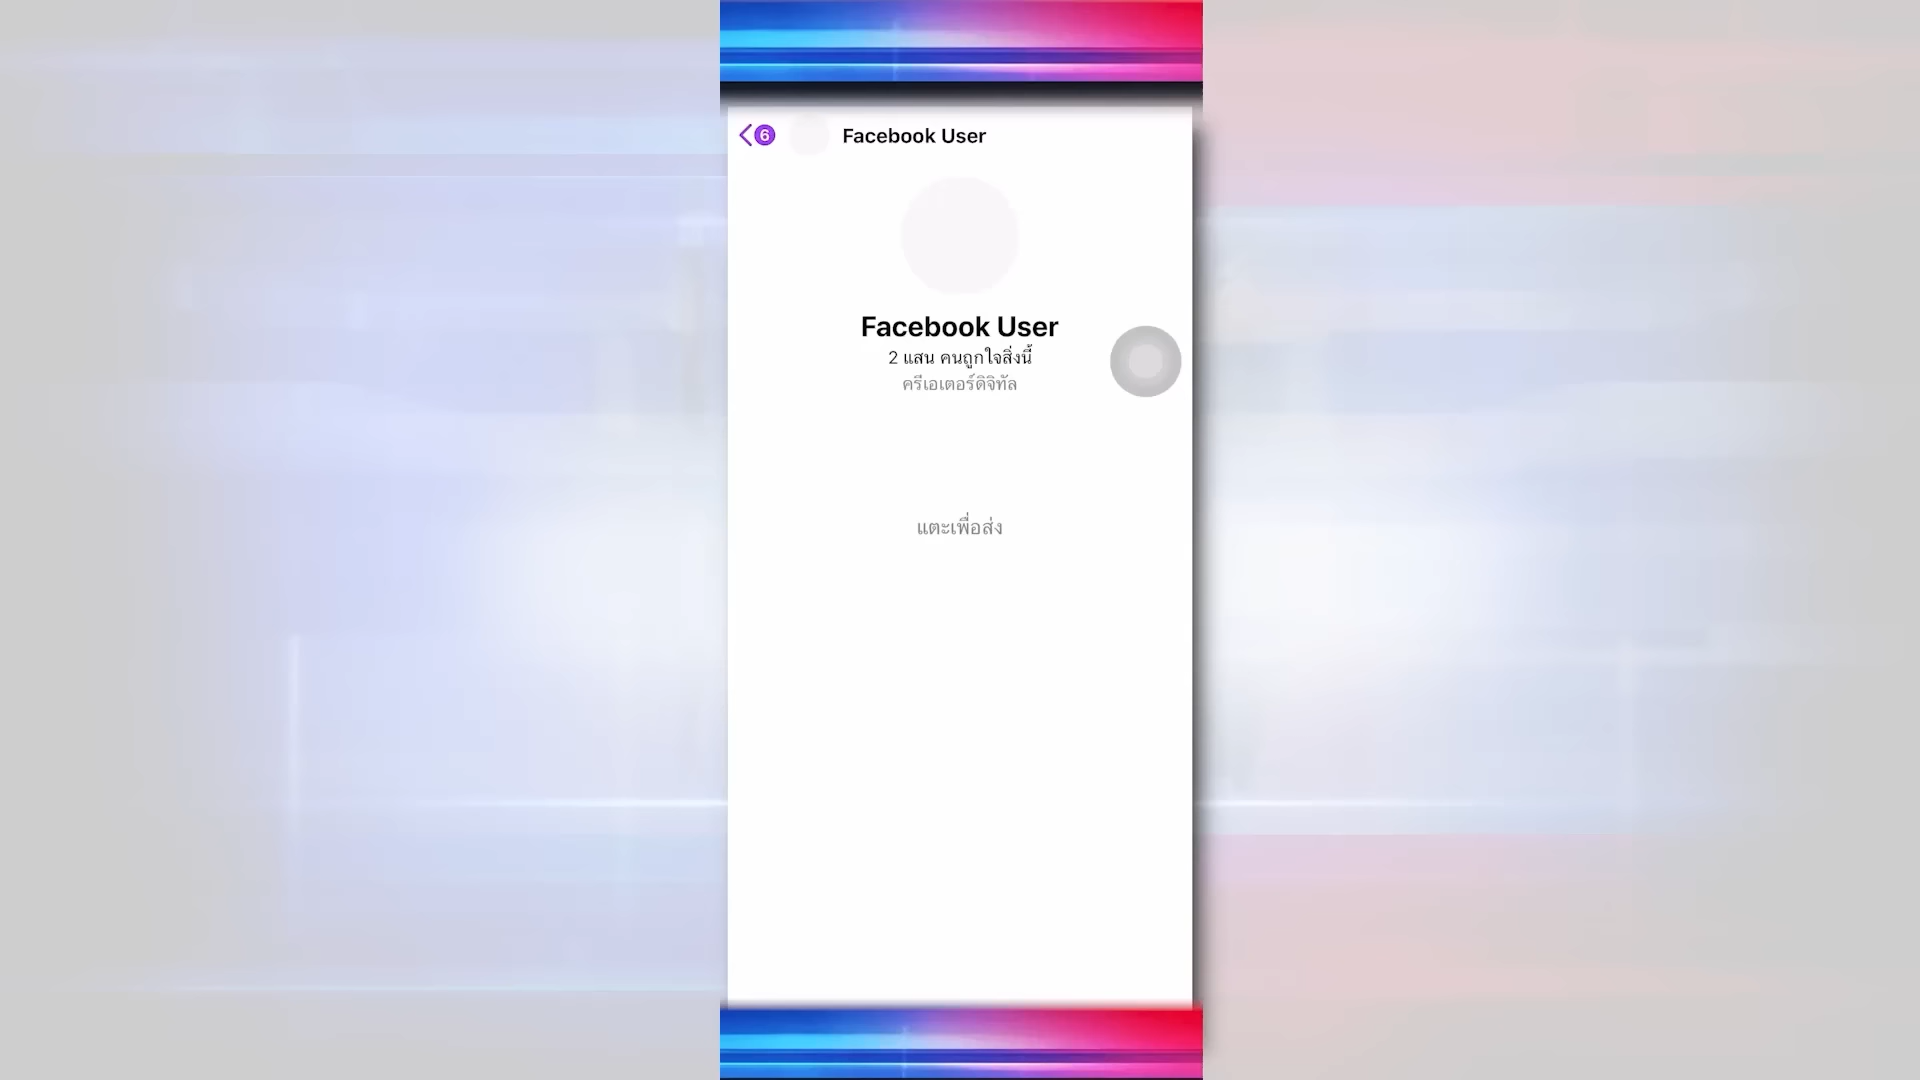 6
Facebook User
Facebook User
2 แสน คนถูกใจสิ่งนี้
ครีเอเตอร์ดิจิทัล
แตะเพื่อส่ง